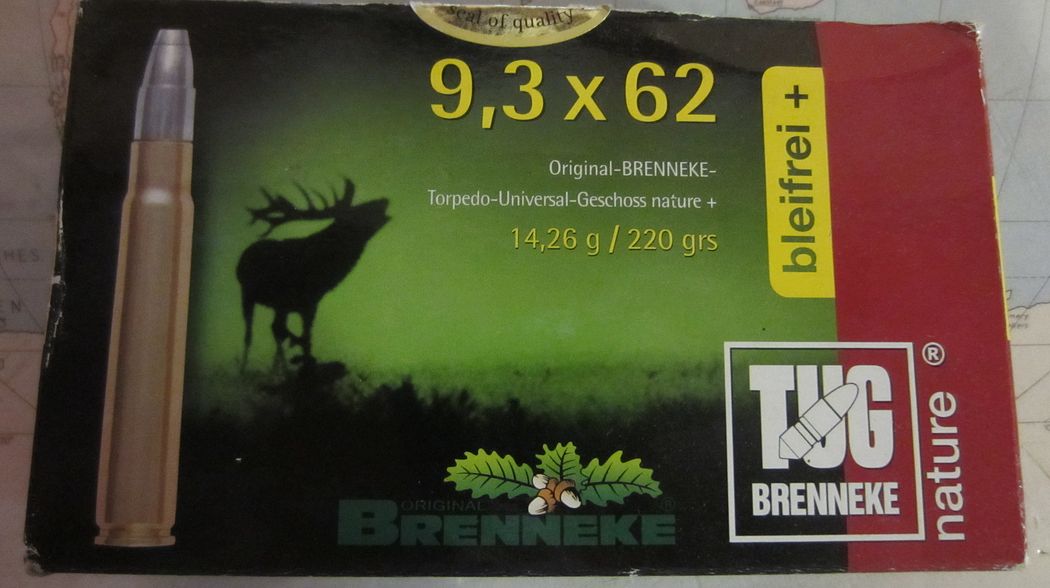 seal of quality
9,3 x 62
Original-BRENNEKE-
Torpedo-Universal-Geschoss nature +
14,26 g / 220 grs
bleifrei +
TUG
BRENNEKE
nature®
ORIGINAL
BRENNEKE®